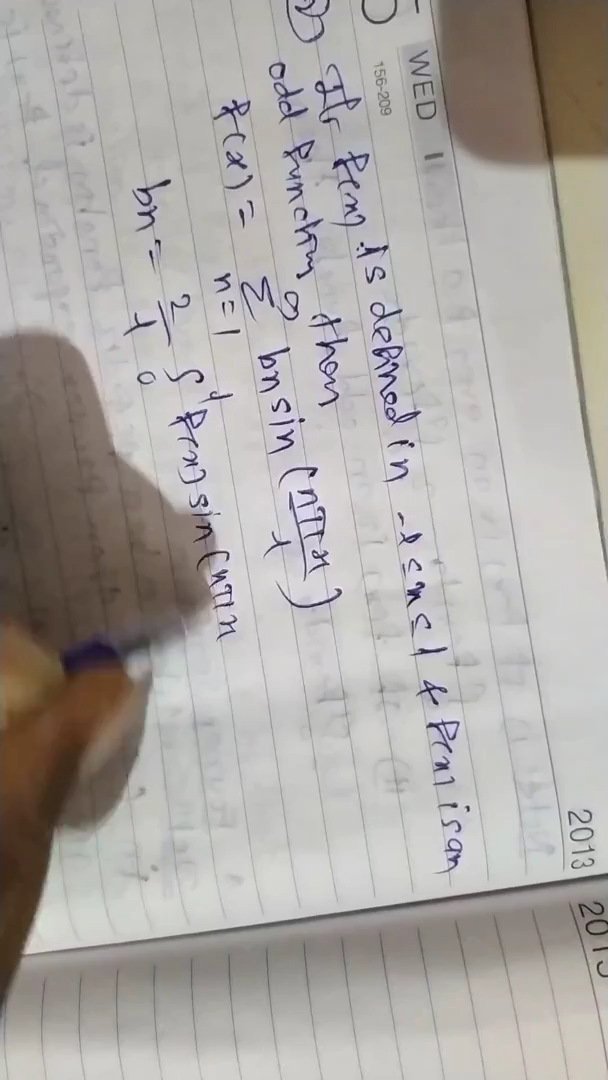 WED
156-209
2013
If f(x) is defined in -l ≤ x ≤ l & f(x) is an
odd function then
f(x) = ∞ Σ n=1 bn sin (nπx/l)
bn = 2/l ∫₀ˡ f(x) sin (nπx